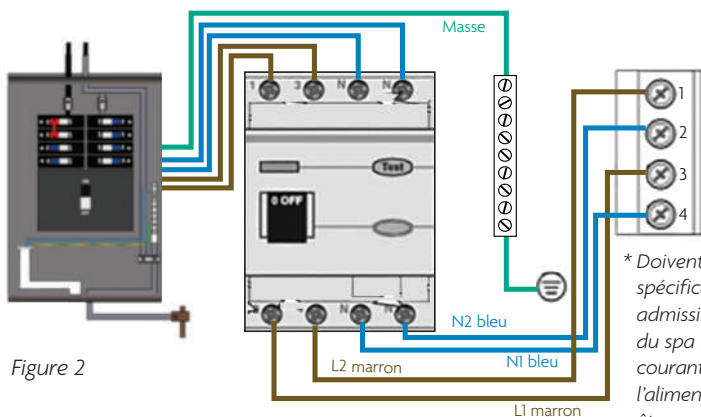 Masse
1 3 N N
Test
0 OFF
1
2
3
4
N N
N2 bleu
N1 bleu
L2 marron
L1 marron
Figure 2
* Doivent
spécific
admissi
du spa
courant
l'alimen